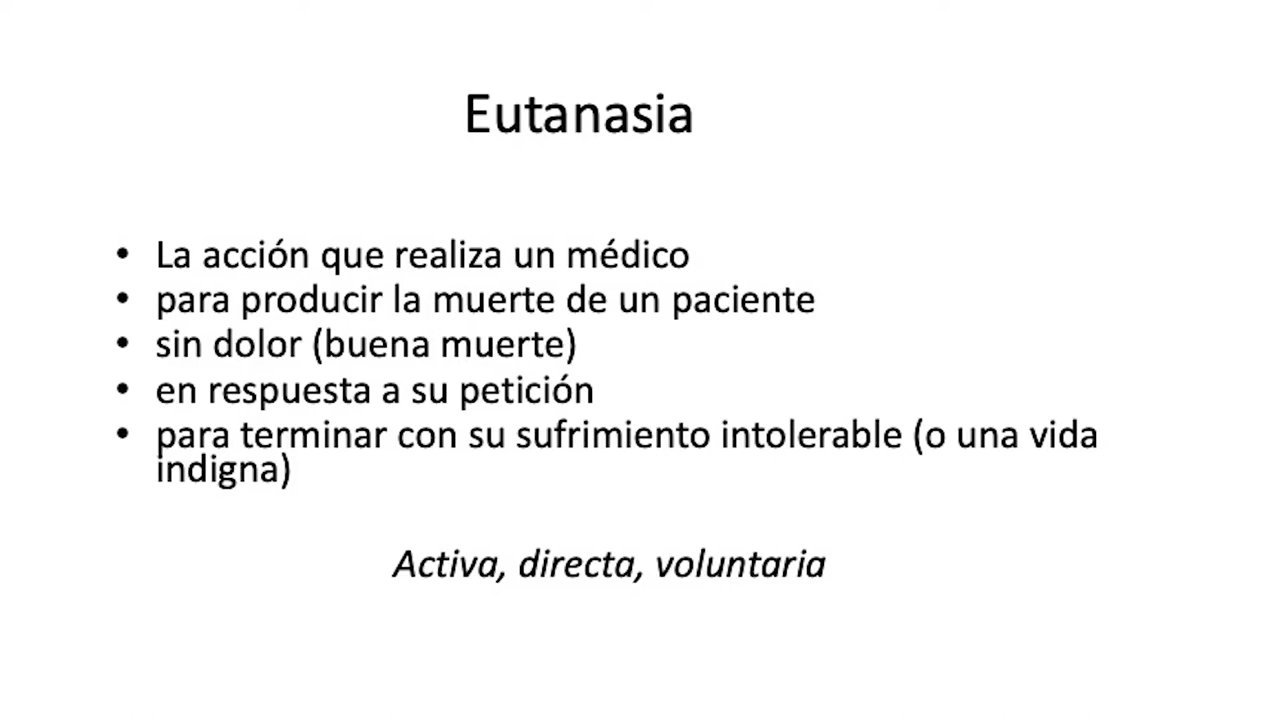 Eutanasia
• La acción que realiza un médico
• para producir la muerte de un paciente
• sin dolor (buena muerte)
• en respuesta a su petición
• para terminar con su sufrimiento intolerable (o una vida
indigna)
Activa, directa, voluntaria